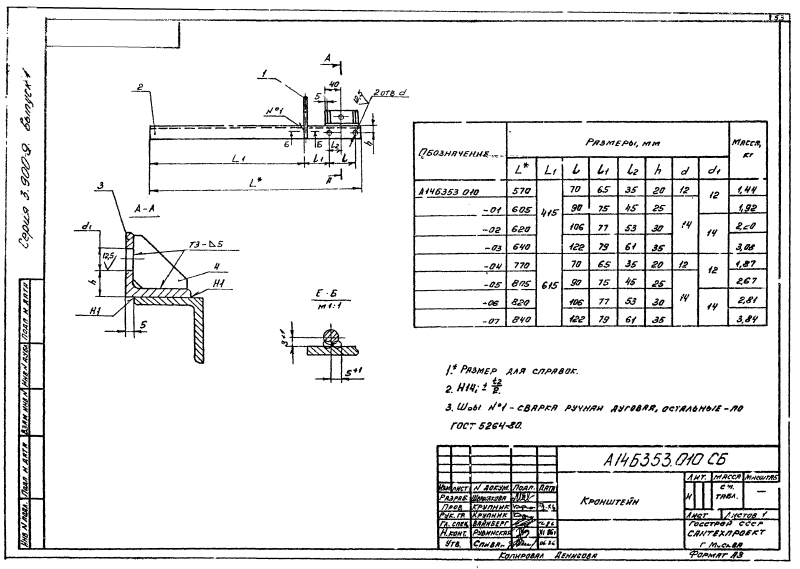 153
Серия 3.900-9. Выпуск 1
А
40
5
12,5
2 отв. d
1
2
№1
Б
Б
L1
l1
l2
l
h
L*
А
А-А
3
d1
12,5
Т3-△5
4
h
Н1
Н1
5
Б-Б
М1:1
3+1
5+1
Обозначение
Размеры, мм
Масса, кг
L* L1 l l1 l2 h d d1
А14Б353.010 570 415 70 65 35 20 12 12 1,44
-01 605 90 75 45 25 14 1,92
-02 620 106 77 53 30 14
-03 640 122 79 61 35 3,08
-04 770 615 70 65 35 20 12 12 1,87
-05 805 90 75 45 25 14 2,67
-06 820 106 77 53 30 14 2,81
-07 840 122 79 61 35 3,84
1.* Размер для справок.
2. Н14; ± t2/2.
3. Швы №1 - сварка ручная дуговая, остальные - по
ГОСТ 5264-80.
А14Б353.010 СБ
Изм Лист № докум. Подп. Дата
Разраб.
Пров. Крупник
Рук. гр. Крупник
Гл. спец. Вайнберг
Н.конт. Рубинская
Утв.
Кронштейн
Лит. Масса Масштаб
И см. табл. —
Лист Листов 1
Госстрой СССР
Сантехпроект
г. Москва
Копировал Денисова
Формат А3
Инв.№ подл. Подп. и дата Взам.инв.№ Инв.№ дубл. Подп. и дата